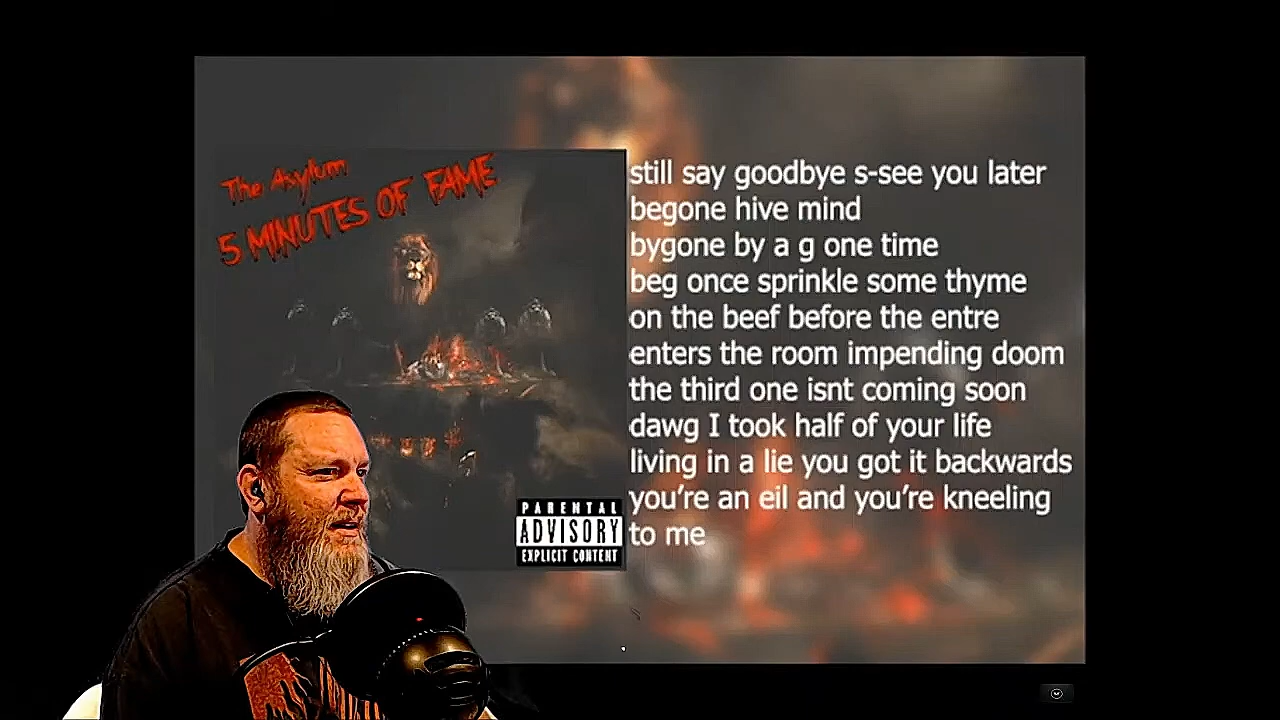 The Asylum
5 MINUTES OF FAME
PARENTAL
ADVISORY
EXPLICIT CONTENT
still say goodbye s-see you later
begone hive mind
bygone by a g one time
beg once sprinkle some thyme
on the beef before the entre
enters the room impending doom
the third one isnt coming soon
dawg I took half of your life
living in a lie you got it backwards
you're an eil and you're kneeling
to me